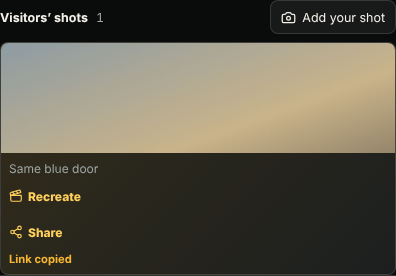 Visitors’ shots 1
Add your shot
Same blue door
Recreate
Share
Link copied